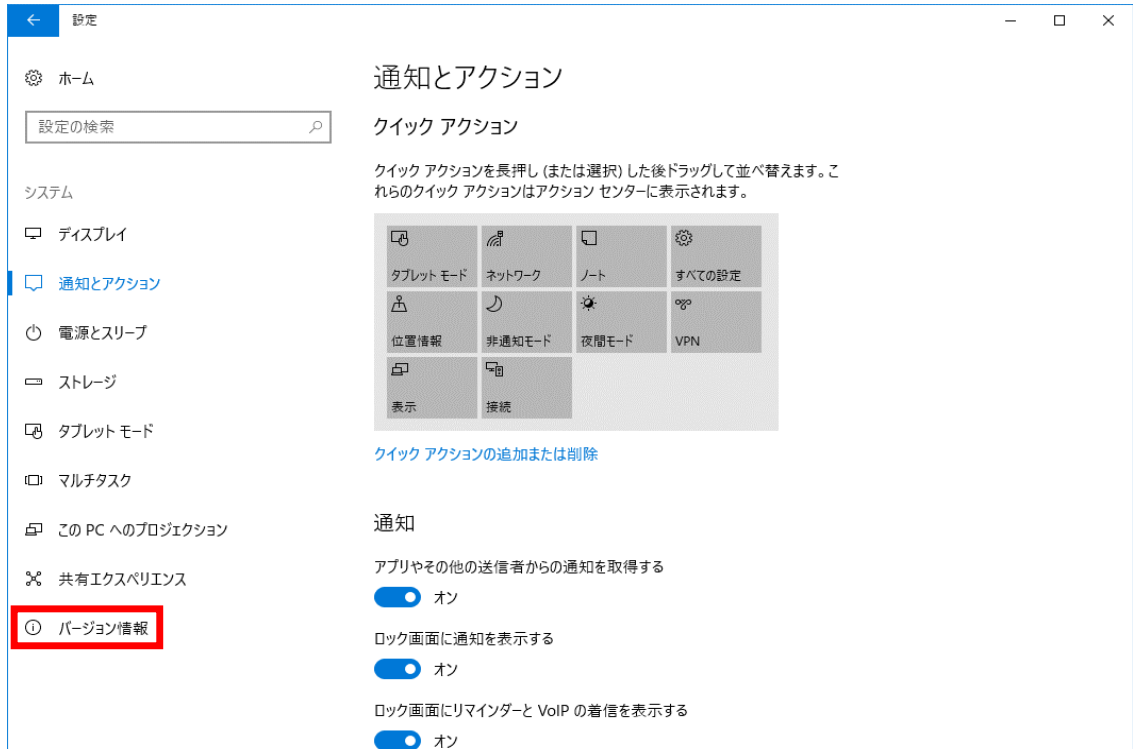 設定
ホーム
設定の検索
システム
ディスプレイ
通知とアクション
電源とスリープ
ストレージ
タブレット モード
マルチタスク
この PC へのプロジェクション
共有エクスペリエンス
バージョン情報
通知とアクション
クイック アクション
クイック アクションを長押し (または選択) した後ドラッグして並べ替えます。こ
れらのクイック アクションはアクション センターに表示されます。
タブレット モード
ネットワーク
ノート
すべての設定
位置情報
非通知モード
夜間モード
VPN
表示
接続
クイック アクションの追加または削除
通知
アプリやその他の送信者からの通知を取得する
オン
ロック画面に通知を表示する
オン
ロック画面にリマインダーと VoIP の着信を表示する
オン